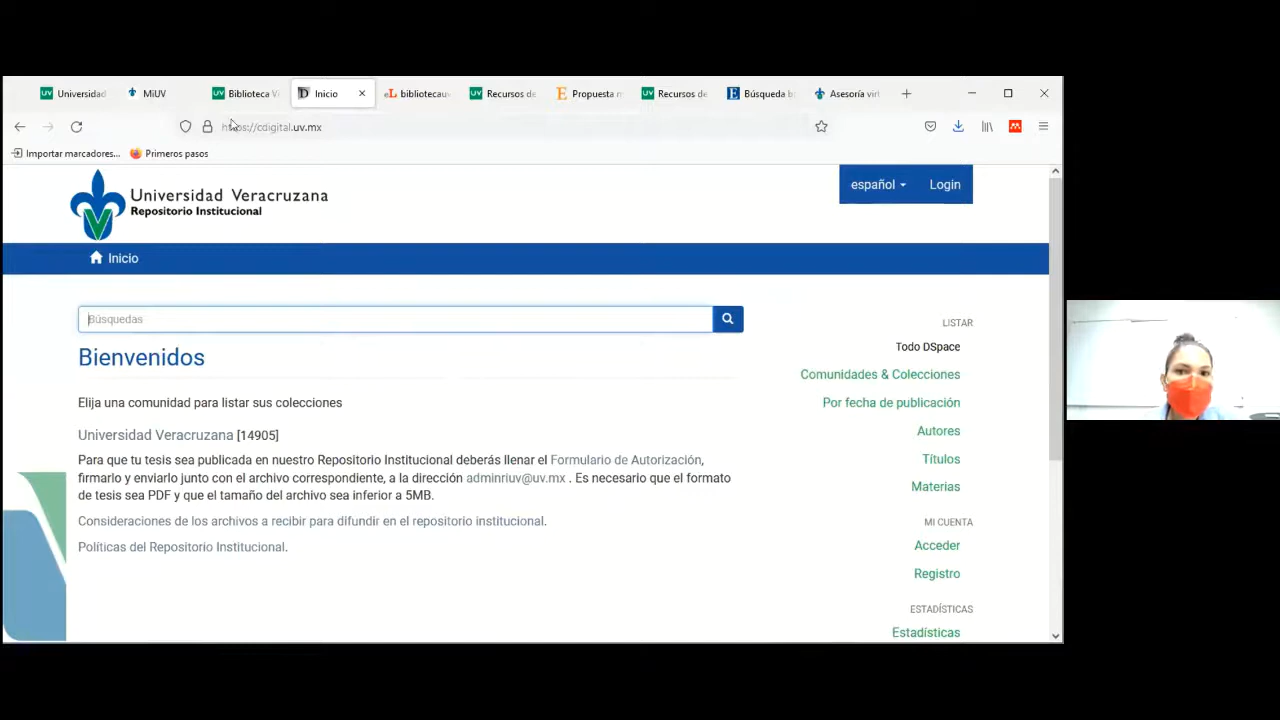 Universidad
MiUV
Biblioteca Vi
Inicio
bibliotecauv
Recursos de
Propuesta m
Recursos de
Búsqueda b
Asesoría virt
https://cdigital.uv.mx
Importar marcadores...
Primeros pasos
Universidad Veracruzana
Repositorio Institucional
español
Login
Inicio
Búsquedas
Bienvenidos
Elija una comunidad para listar sus colecciones
Universidad Veracruzana [14905]
Para que tu tesis sea publicada en nuestro Repositorio Institucional deberás llenar el Formulario de Autorización,
firmarlo y enviarlo junto con el archivo correspondiente, a la dirección adminriuv@uv.mx . Es necesario que el formato
de tesis sea PDF y que el tamaño del archivo sea inferior a 5MB.
Consideraciones de los archivos a recibir para difundir en el repositorio institucional.
Políticas del Repositorio Institucional.
LISTAR
Todo DSpace
Comunidades & Colecciones
Por fecha de publicación
Autores
Títulos
Materias
MI CUENTA
Acceder
Registro
ESTADÍSTICAS
Estadísticas